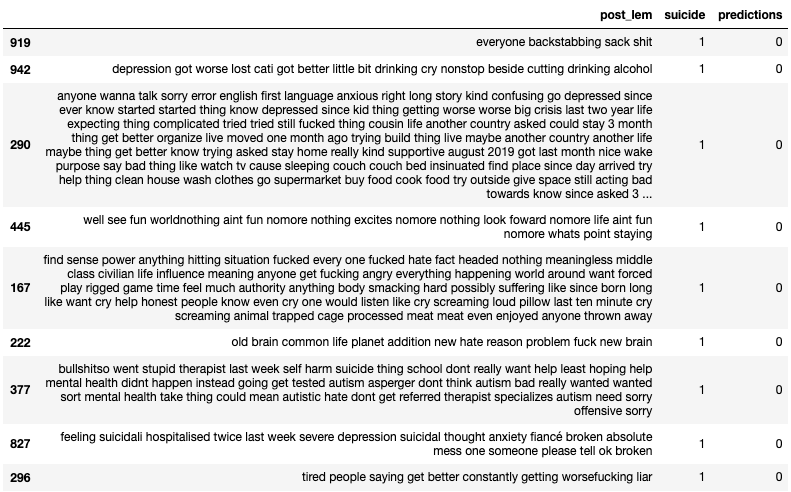 post_lem suicide predictions
919 everyone backstabbing sack shit 1 0
942 depression got worse lost cati got better little bit drinking cry nonstop beside cutting drinking alcohol 1 0
anyone wanna talk sorry error english first language anxious right long story kind confusing go depressed since
ever know started started thing know depressed since kid thing getting worse worse big crisis last two year life
expecting thing complicated tried tried still fucked thing cousin life another country asked could stay 3 month
thing get better organize live moved one month ago trying build thing live maybe another country another life
290 maybe thing get better know trying asked stay home really kind supportive august 2019 got last month nice wake 1 0
purpose say bad thing like watch tv cause sleeping couch couch bed insinuated find place since day arrived try
help thing clean house wash clothes go supermarket buy food cook food try outside give space still acting bad
towards know since asked 3 ...
445 well see fun worldnothing aint fun nomore nothing excites nomore nothing look foward nomore life aint fun 1 0
nomore whats point staying
find sense power anything hitting situation fucked every one fucked hate fact headed nothing meaningless middle
class civilian life influence meaning anyone get fucking angry everything happening world around want forced
167 play rigged game time feel much authority anything body smacking hard possibly suffering like since born long 1 0
like want cry help honest people know even cry one would listen like cry screaming loud pillow last ten minute cry
screaming animal trapped cage processed meat meat even enjoyed anyone thrown away
222 old brain common life planet addition new hate reason problem fuck new brain 1 0
bullshitso went stupid therapist last week self harm suicide thing school dont really want help least hoping help
377 mental health didnt happen instead going get tested autism asperger dont think autism bad really wanted wanted 1 0
sort mental health take thing could mean autistic hate dont get referred therapist specializes autism need sorry
offensive sorry
827 feeling suicidali hospitalised twice last week severe depression suicidal thought anxiety fiancé broken absolute 1 0
mess one someone please tell ok broken
296 tired people saying get better constantly getting worsefucking liar 1 0